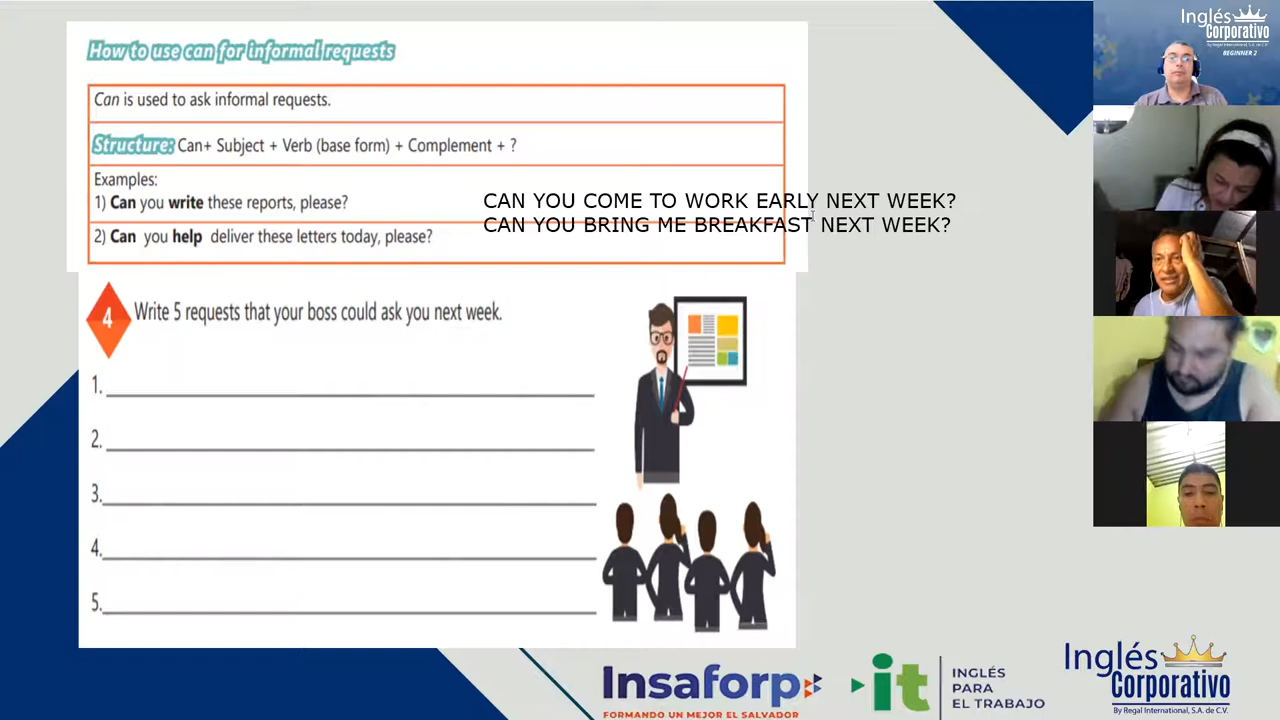 How to use can for informal requests
Can is used to ask informal requests.
Structure: Can+ Subject + Verb (base form) + Complement + ?
Examples:
1) Can you write these reports, please?
2) Can you help deliver these letters today, please?
CAN YOU COME TO WORK EARLY NEXT WEEK?
CAN YOU BRING ME BREAKFAST NEXT WEEK?
4 Write 5 requests that your boss could ask you next week.
1.
2.
3.
4.
5.
Inglés
Corporativo
By Regal International, S.A. de C.V.
BEGINNER 2
Insaforp
FORMANDO UN MEJOR EL SALVADOR
it
INGLÉS
PARA
EL TRABAJO
Inglés
Corporativo
By Regal International, S.A. de C.V.